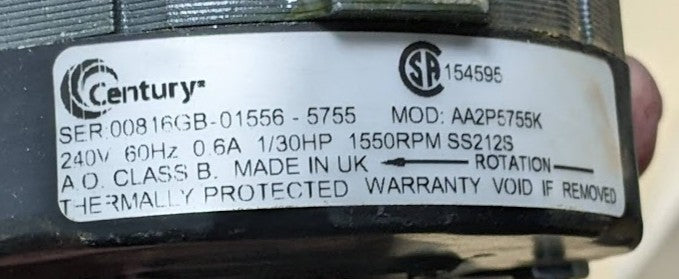 Century®
CSA 154595
SER:00816GB-01556 - 5755 MOD: AA2P5755K
240V 60Hz 0.6A 1/30HP 1550RPM SS212S
A.O. CLASS B. MADE IN UK ROTATION
THERMALLY PROTECTED WARRANTY VOID IF REMOVED